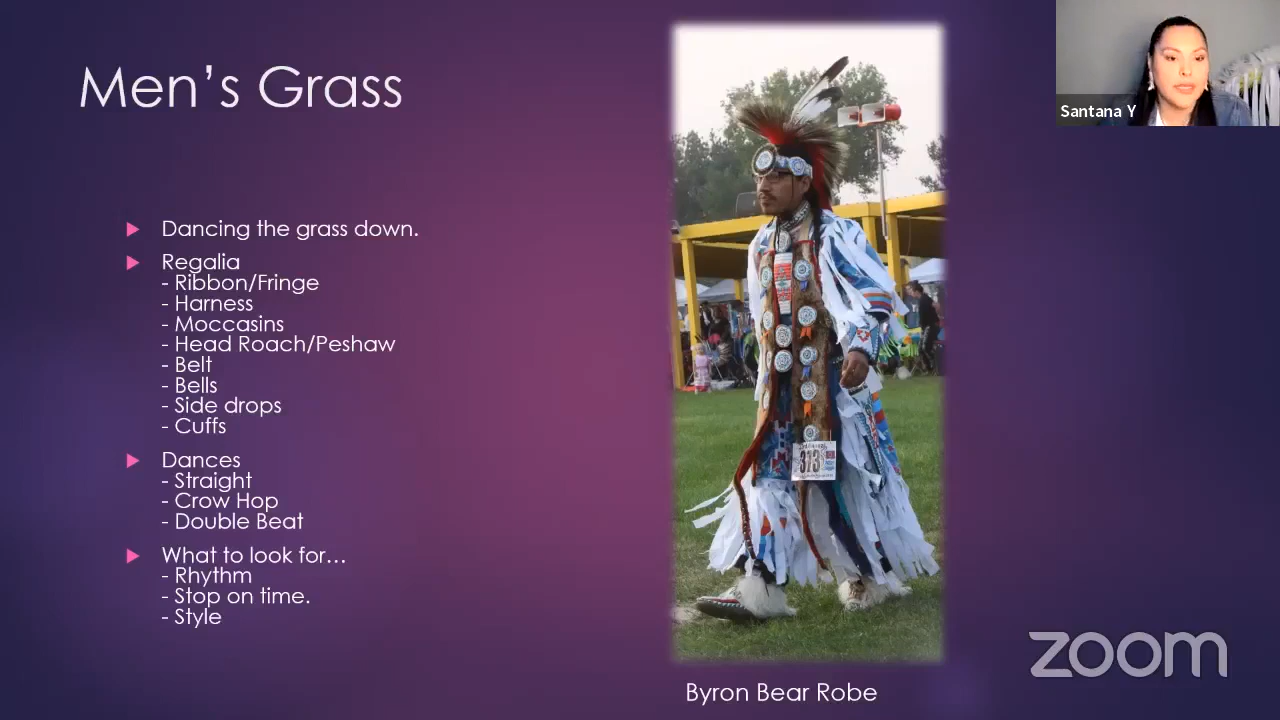 Men's Grass
Dancing the grass down.
Regalia
- Ribbon/Fringe
- Harness
- Moccasins
- Head Roach/Peshaw
- Belt
- Bells
- Side drops
- Cuffs
Dances
- Straight
- Crow Hop
- Double Beat
What to look for...
- Rhythm
- Stop on time.
- Style
373
Byron Bear Robe
Santana Y
zoom